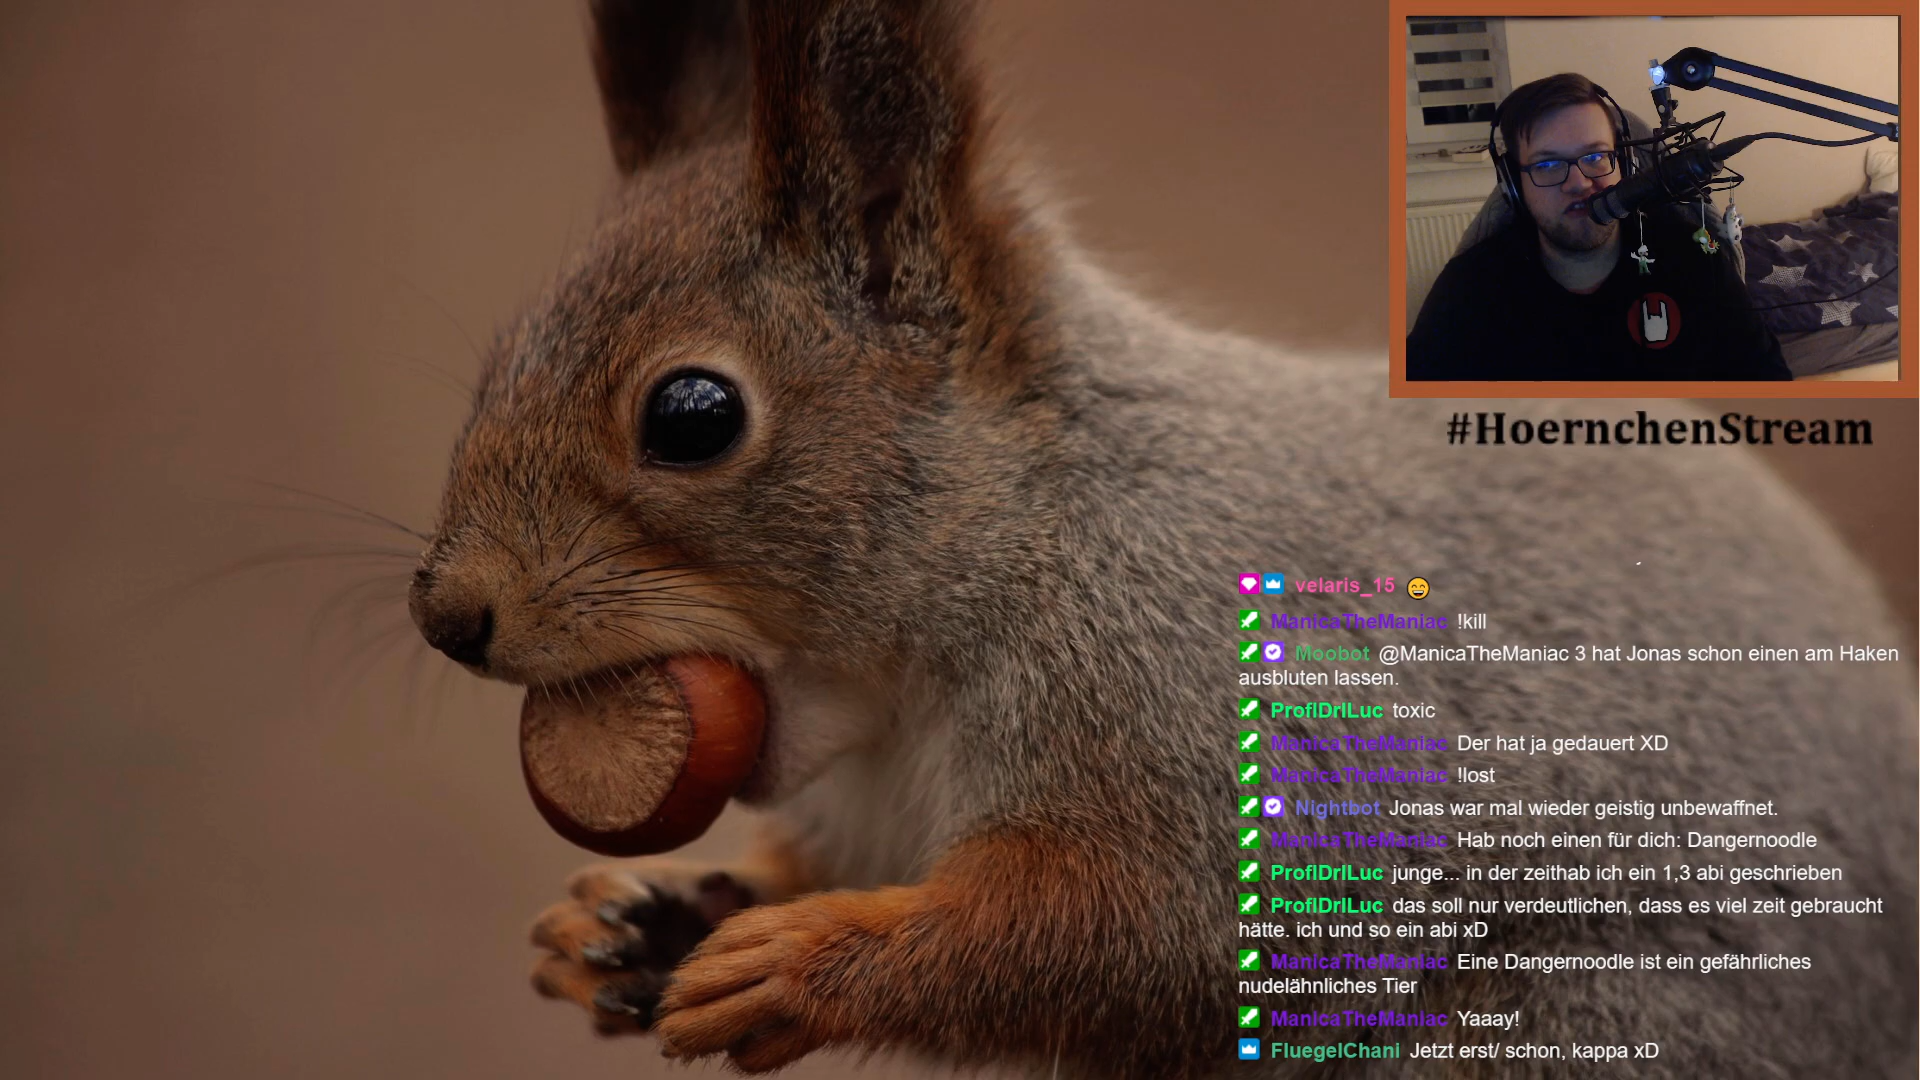 #HoernchenStream
velaris_15
ManicaTheManiac !kill
Moobot @ManicaTheManiac 3 hat Jonas schon einen am Haken
ausbluten lassen.
ProfIDrILuc toxic
ManicaTheManiac Der hat ja gedauert XD
ManicaTheManiac !lost
Nightbot Jonas war mal wieder geistig unbewaffnet.
ManicaTheManiac Hab noch einen für dich: Dangernoodle
ProfIDrILuc junge... in der zeithab ich ein 1,3 abi geschrieben
ProfIDrILuc das soll nur verdeutlichen, dass es viel zeit gebraucht
hätte. ich und so ein abi xD
ManicaTheManiac Eine Dangernoodle ist ein gefährliches
nudelähnliches Tier
ManicaTheManiac Yaaay!
FluegelChani Jetzt erst/ schon, kappa xD